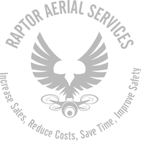 RAPTOR AERIAL SERVICES
Increase Sales, Reduce Costs, Save Time, Improve Safety